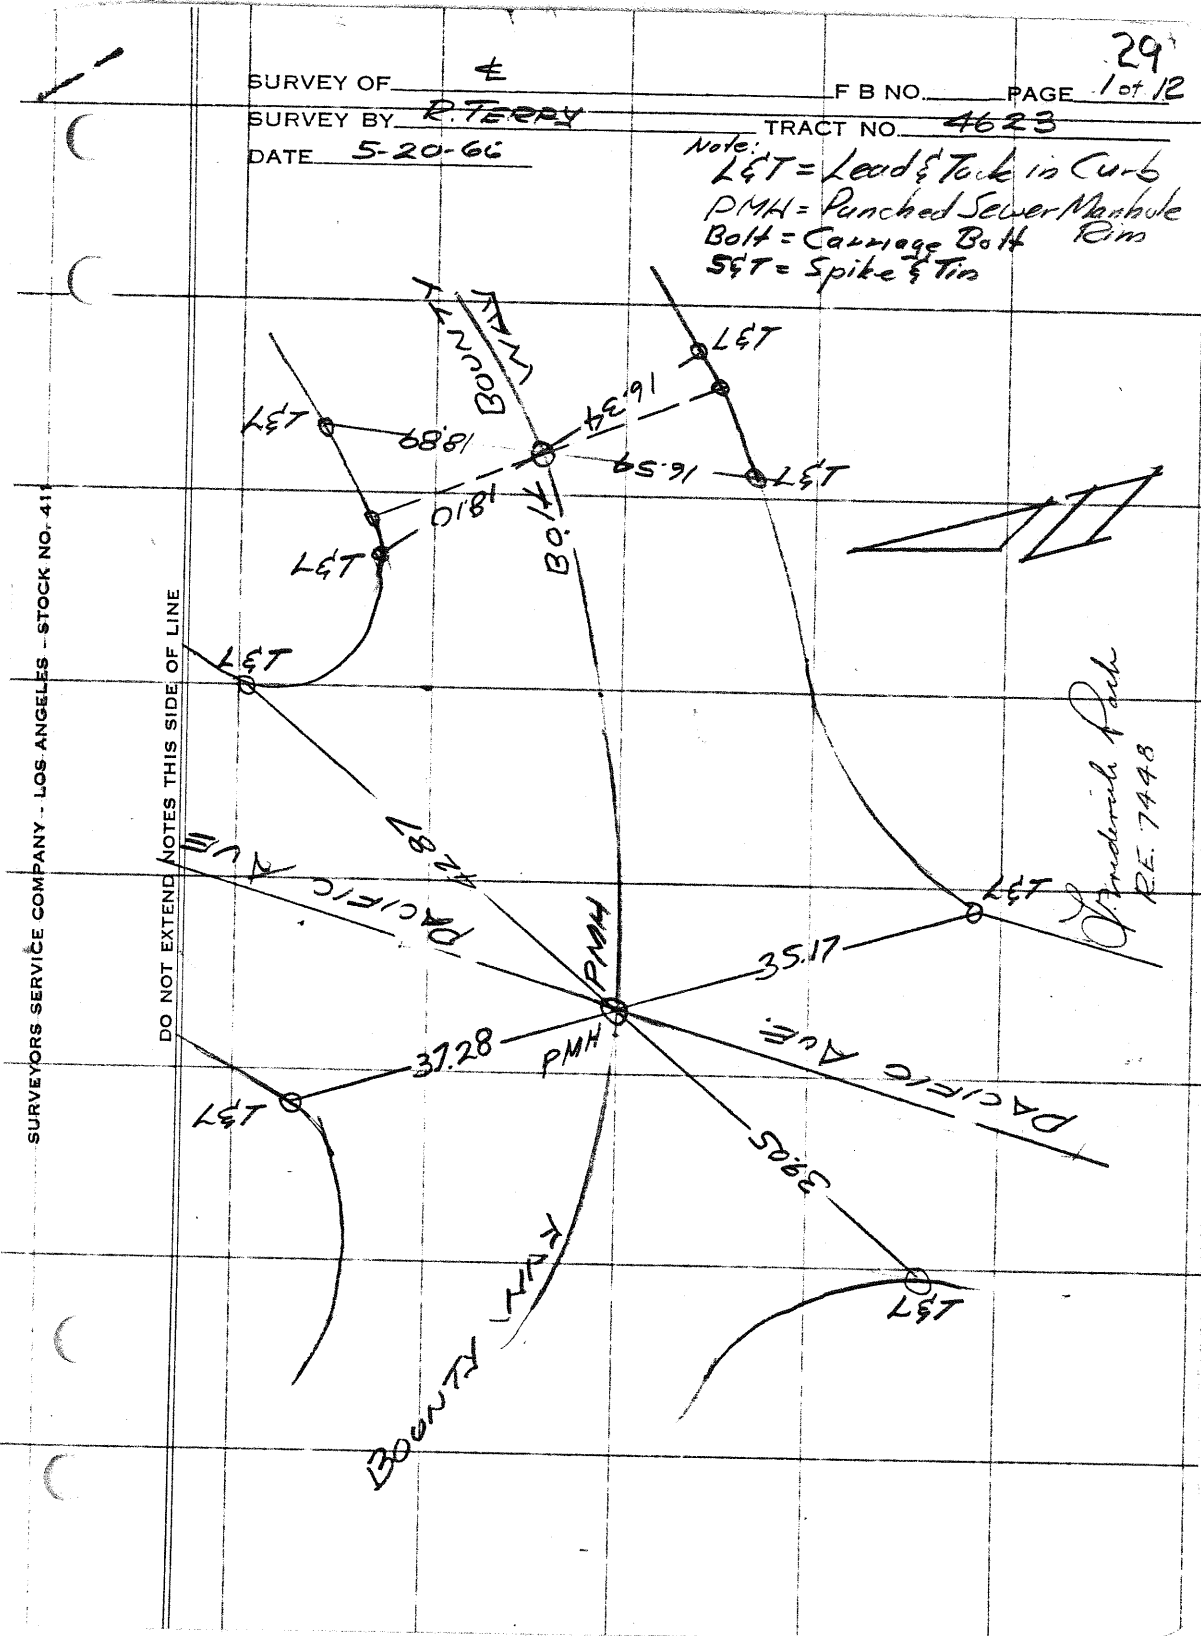 29
SURVEY OF ℄ F B NO. PAGE 1 of 12
SURVEY BY R. TERRY TRACT NO. 4623
DATE 5-20-66
Note:
L&T = Lead & Tack in Curb
PMH = Punched Sewer Manhole Rim
Bolt = Carriage Bolt
S&T = Spike & Tin
BOUNTY WAY
L&T
16.34
L&T
18.89
16.59
L&T
18.10
BOLT
L&T
L&T
42.87
PACIFIC AVE
PMH
35.17
L&T
R.E. 7448
37.28
PMH
L&T
PACIFIC AVE.
39.05
L&T
BOUNTY WAY
SURVEYORS SERVICE COMPANY - LOS ANGELES - STOCK NO. 411
DO NOT EXTEND NOTES THIS SIDE OF LINE